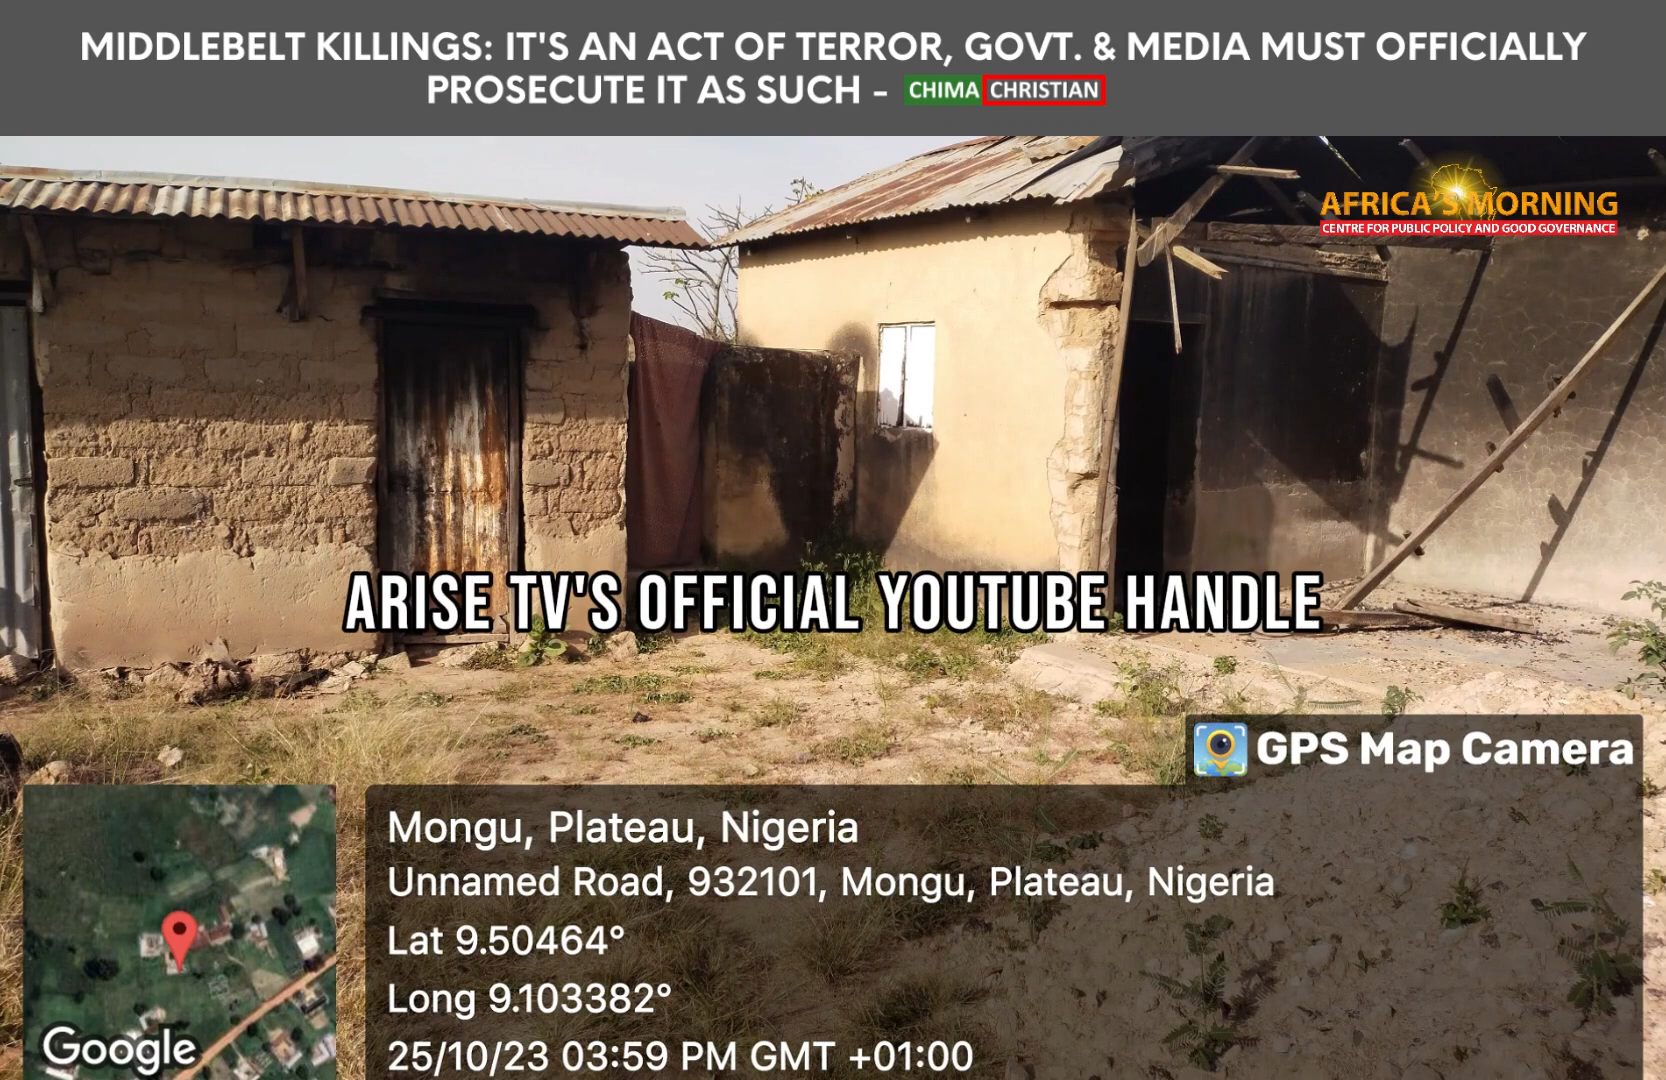 MIDDLEBELT KILLINGS: IT'S AN ACT OF TERROR, GOVT. & MEDIA MUST OFFICIALLY
PROSECUTE IT AS SUCH - CHIMA CHRISTIAN
AFRICA'S MORNING
CENTRE FOR PUBLIC POLICY AND GOOD GOVERNANCE
ARISE TV'S OFFICIAL YOUTUBE HANDLE
GPS Map Camera
Mongu, Plateau, Nigeria
Unnamed Road, 932101, Mongu, Plateau, Nigeria
Lat 9.50464°
Long 9.103382°
25/10/23 03:59 PM GMT +01:00
Google